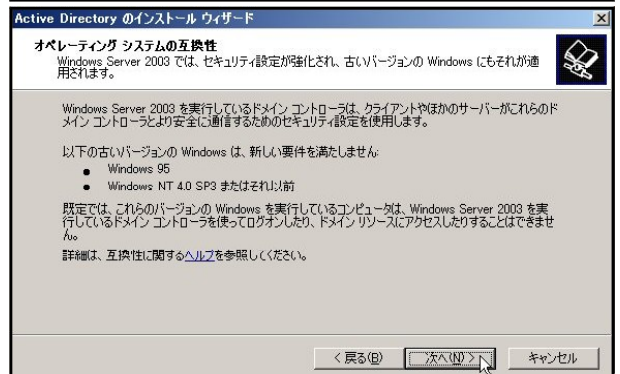 Active Directory のインストール ウィザード
オペレーティング システムの互換性
Windows Server 2003 では、セキュリティ設定が強化され、古いバージョンの Windows にもそれが適
用されます。
Windows Server 2003 を実行しているドメイン コントローラは、クライアントやほかのサーバーがこれらのド
メイン コントローラとより安全に通信するためのセキュリティ設定を使用します。
以下の古いバージョンの Windows は、新しい要件を満たしません:
● Windows 95
● Windows NT 4.0 SP3 またはそれ以前
既定では、これらのバージョンの Windows を実行しているコンピュータは、Windows Server 2003 を実
行しているドメイン コントローラを使ってログオンしたり、ドメイン リソースにアクセスしたりすることはできませ
ん。
詳細は、互換性に関するヘルプを参照してください。
< 戻る(B) 次へ(N) > キャンセル